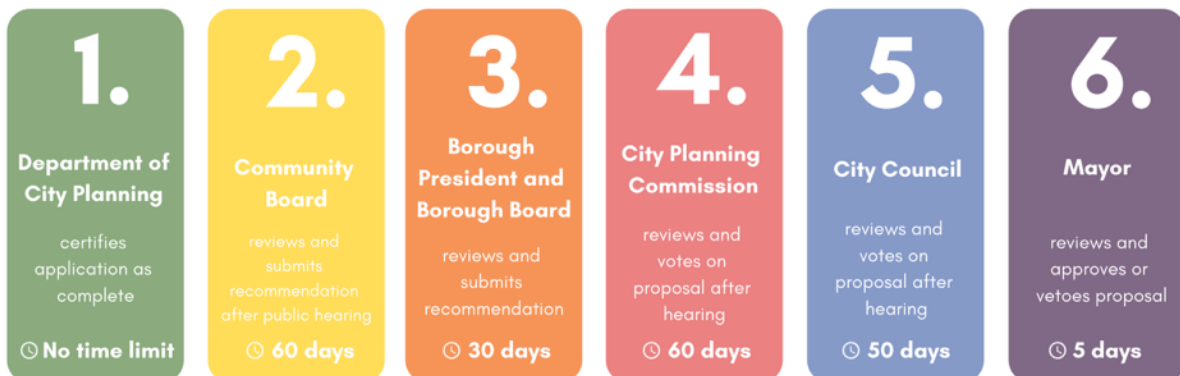 1.
Department of
City Planning
certifies
application as
complete
No time limit
2.
Community
Board
reviews and
submits
recommendation
after public hearing
60 days
3.
Borough
President and
Borough Board
reviews and
submits
recommendation
30 days
4.
City Planning
Commission
reviews and
votes on
proposal after
hearing
60 days
5.
City Council
reviews and
votes on
proposal after
hearing
50 days
6.
Mayor
reviews and
approves or
vetoes proposal
5 days